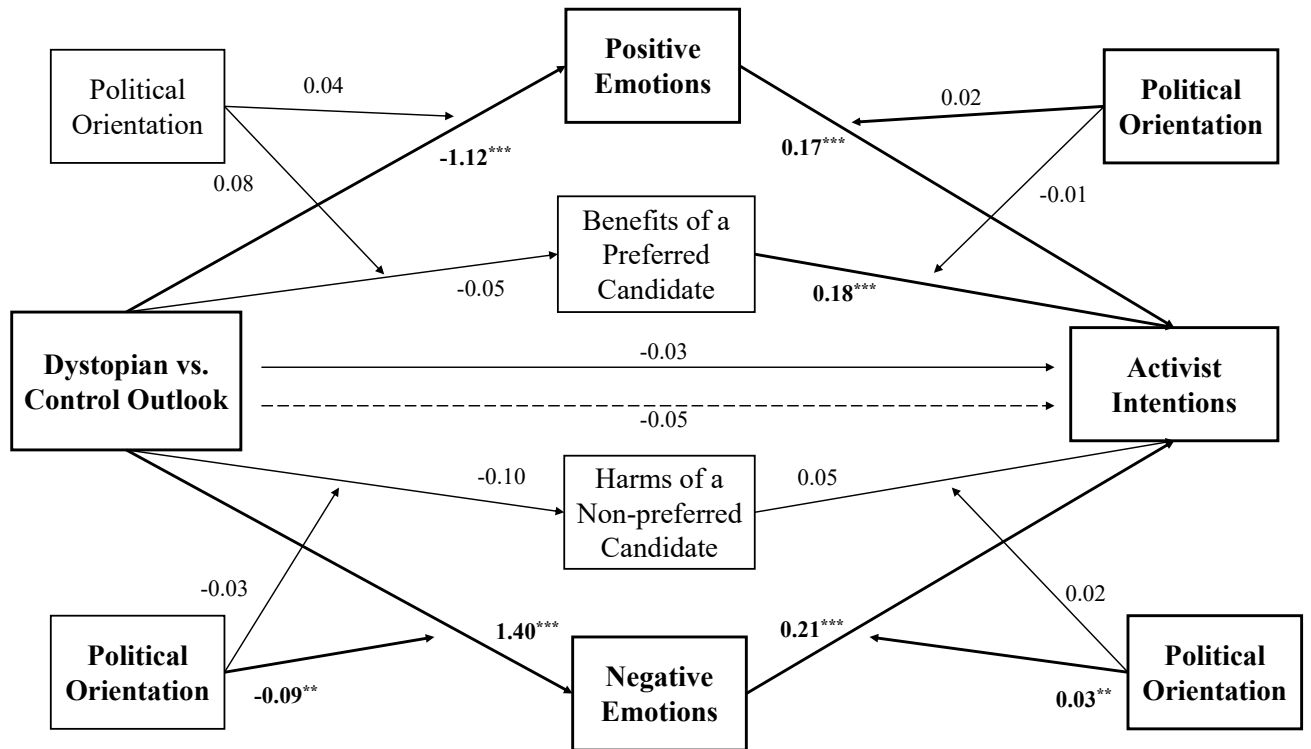 Political
Orientation
0.04
0.08
Positive
Emotions
-1.12***
0.17***
0.02
Political
Orientation
-0.01
Benefits of a
Preferred
Candidate
-0.05
0.18***
Dystopian vs.
Control Outlook
-0.03
-0.05
Activist
Intentions
-0.10
Harms of a
Non-preferred
Candidate
0.05
-0.03
Political
Orientation
-0.09**
1.40***
Negative
Emotions
0.21***
0.02
0.03**
Political
Orientation